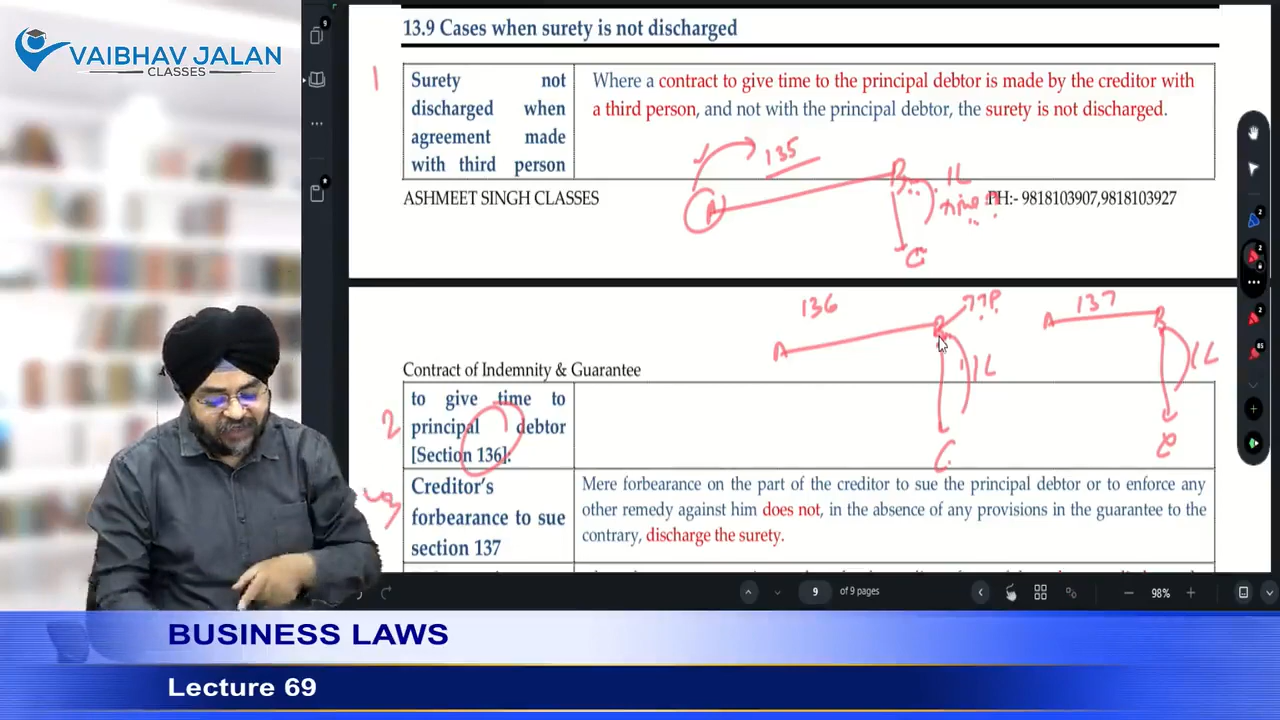 VAIBHAV JALAN
CLASSES
13.9 Cases when surety is not discharged
1
Surety not
discharged when
agreement made
with third person
Where a contract to give time to the principal debtor is made by the creditor with
a third person, and not with the principal debtor, the surety is not discharged.
135
A
B
1L
time
C
ASHMEET SINGH CLASSES
PH:- 9818103907,9818103927
136
A
B
C
1L
137
A
B
1L
Contract of Indemnity & Guarantee
2
to give time to
principal debtor
[Section 136]:
3
Creditor's
forbearance to sue
section 137
Mere forbearance on the part of the creditor to sue the principal debtor or to enforce any
other remedy against him does not, in the absence of any provisions in the guarantee to the
contrary, discharge the surety.
9
of 9 pages
98%
BUSINESS LAWS
Lecture 69